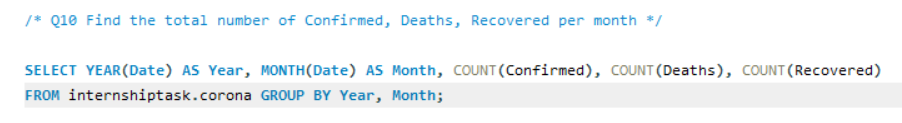 /* Q10 Find the total number of Confirmed, Deaths, Recovered per month */
SELECT YEAR(Date) AS Year, MONTH(Date) AS Month, COUNT(Confirmed), COUNT(Deaths), COUNT(Recovered)
FROM internshiptask.corona GROUP BY Year, Month;